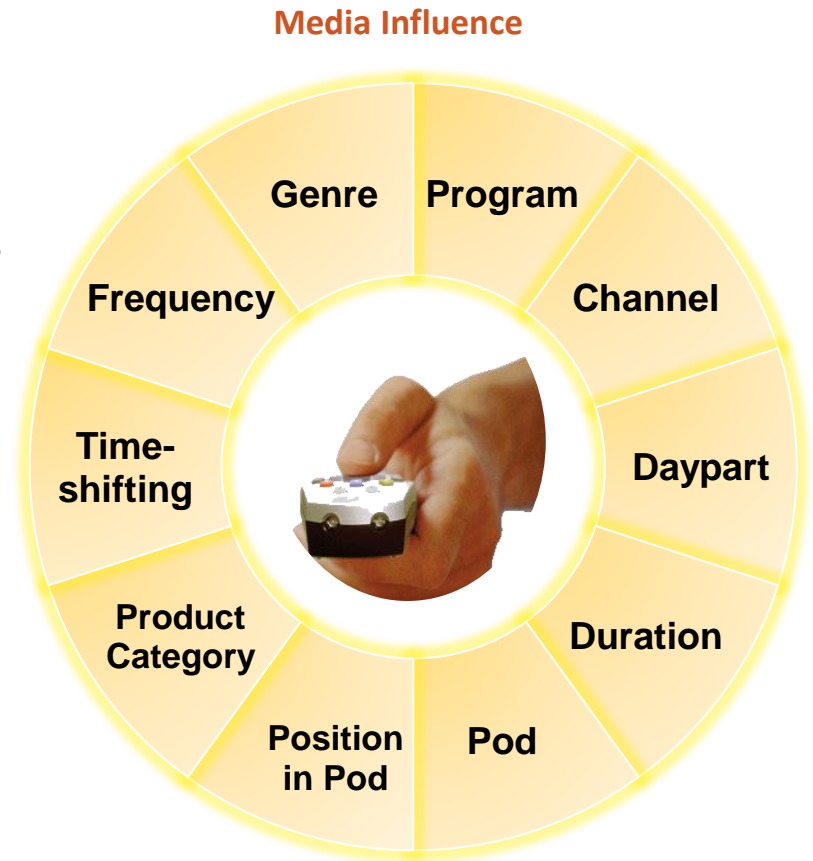 Media Influence
Genre
Program
Frequency
Channel
Time-
shifting
Daypart
Product
Category
Duration
Position
in Pod
Pod